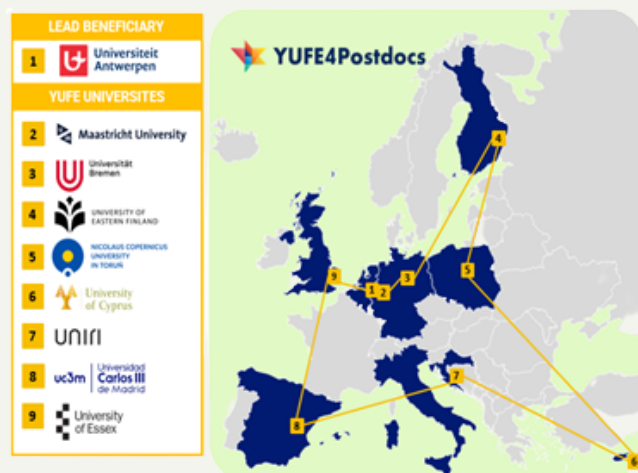 LEAD BENEFICIARY
1
Universiteit
Antwerpen
YUFE UNIVERSITES
2
Maastricht University
3
Universität
Bremen
4
UNIVERSITY OF
EASTERN FINLAND
5
NICOLAUS COPERNICUS
UNIVERSITY
IN TORUŃ
6
University
of Cyprus
7
UNIRI
8
uc3m
Universidad
Carlos III
de Madrid
9
University
of Essex
YUFE4Postdocs
4
9
1
2
3
5
7
8
6